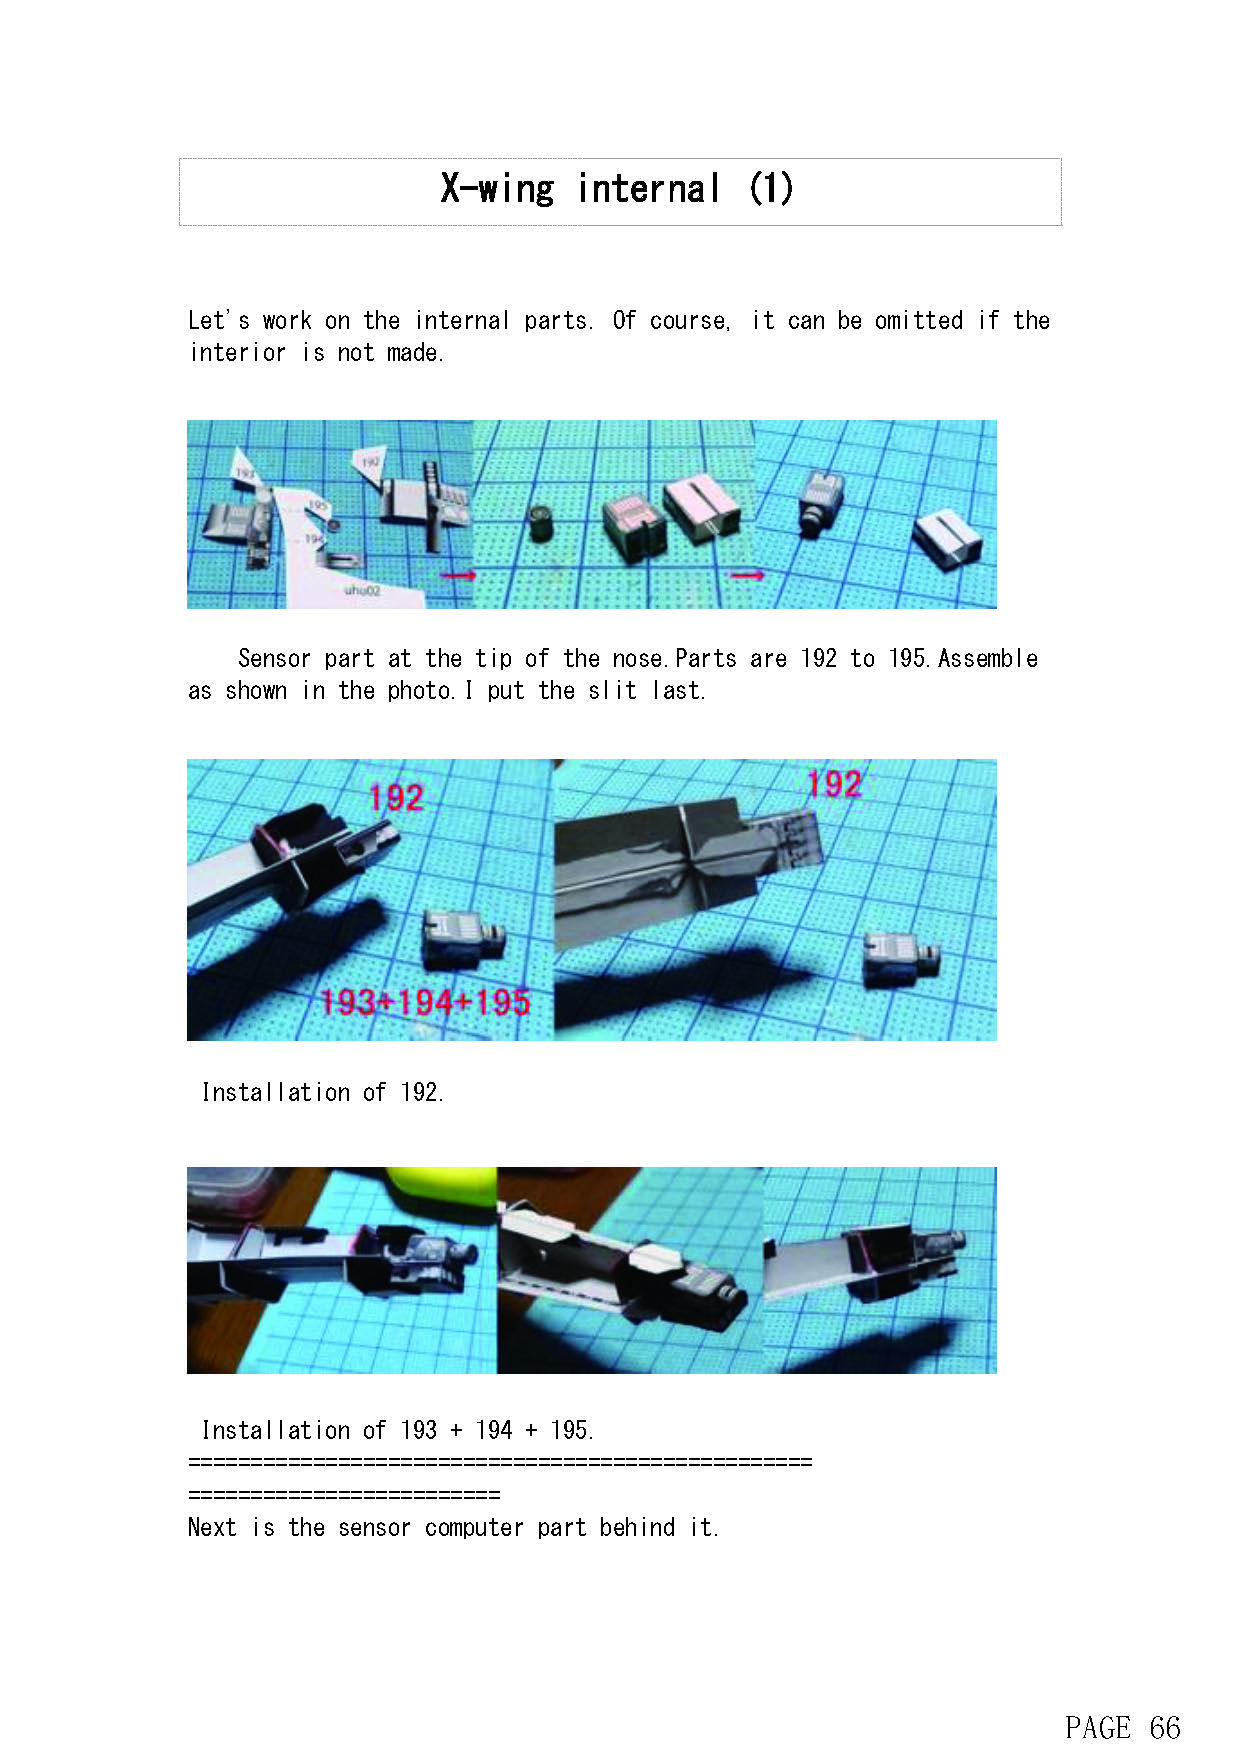 X-wing internal (1)
Let's work on the internal parts. Of course, it can be omitted if the
interior is not made.
193
192
195
194
uhu02
Sensor part at the tip of the nose.Parts are 192 to 195.Assemble
as shown in the photo.I put the slit last.
192
192
193+194+195
Installation of 192.
Installation of 193 + 194 + 195.
==================================================
=========================
Next is the sensor computer part behind it.
PAGE 66